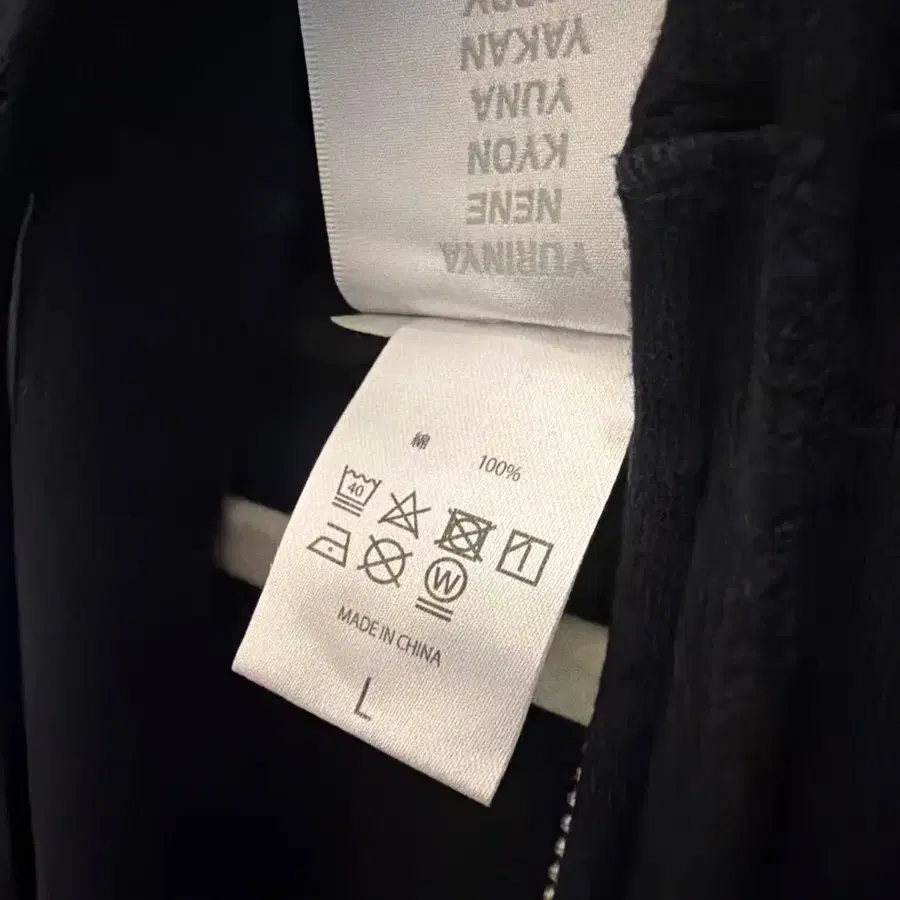 YURINYA
NENE
KYON
YUNA
YAKAN
綿 100%
40
W
MADE IN CHINA
L